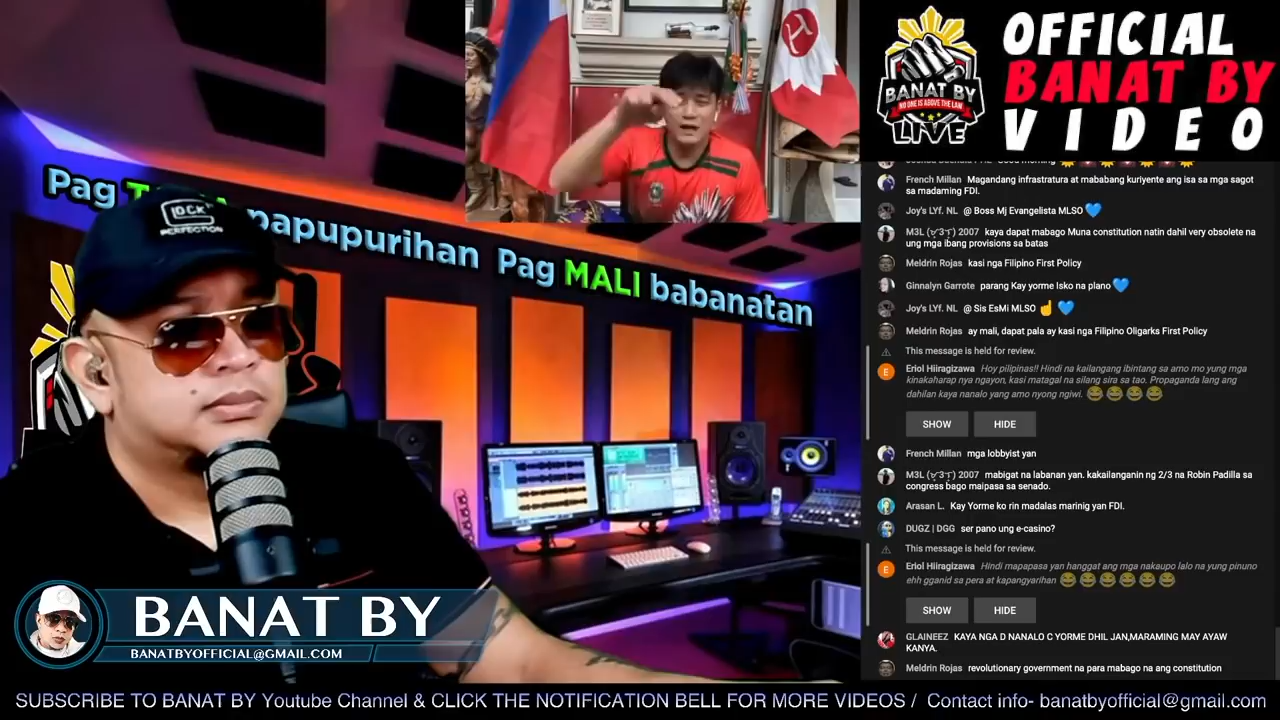 OFFICIAL
BANAT BY
VIDEO
BANAT BY
NO ONE IS ABOVE THE LAW
LIVE
Pag papupurihan Pag MALI babanatan
GLOCK
PERFECTION
French Millan Magandang infrastratura at mababang kuriyente ang isa sa mga sagot
sa madaming FDI.
Joy's LYf. NL @ Boss Mj Evangelista MLSO 💙
2007 kaya dapat mabago Muna constitution natin dahil very obsolete na
ung mga ibang provisions sa batas
Meldrin Rojas kasi nga Filipino First Policy
Ginnalyn Garrote parang Kay yorme Isko na plano 💙
Joy's LYf. NL @ Sis EsMi MLSO ☝️ 💙
Meldrin Rojas ay mali, dapat pala ay kasi nga Filipino Oligarks First Policy
This message is held for review.
E Eriol Hiiragizawa Hoy pilipinas!! Hindi na kailangang ibintang sa amo mo yung mga
kinakaharap nya ngayon, kasi matagal na silang sira sa tao. Propaganda lang ang
dahilan kaya nanalo yang amo nyong ngiwi. 😂 😂 😂 😂
SHOW HIDE
French Millan mga lobbyist yan
2007 mabigat na labanan yan. kakailanganin ng 2/3 na Robin Padilla sa
congress bago maipasa sa senado.
Arasan L. Kay Yorme ko rin madalas marinig yan FDI.
DUGZ | DGG ser pano ung e-casino?
This message is held for review.
E Eriol Hiiragizawa Hindi mapapasa yan hanggat ang mga nakaupo lalo na yung pinuno
ehh gganid sa pera at kapangyarihan 😂 😂 😂 😂 😂 😂
SHOW HIDE
GLAINEEZ KAYA NGA D NANALO C YORME DHIL JAN,MARAMING MAY AYAW
KANYA.
Meldrin Rojas revolutionary government na para mabago na ang constitution
BANAT BY
BANATBYOFFICIAL@GMAIL.COM
SUBSCRIBE TO BANAT BY Youtube Channel & CLICK THE NOTIFICATION BELL FOR MORE VIDEOS / Contact info- banatbyofficial@gmail.com